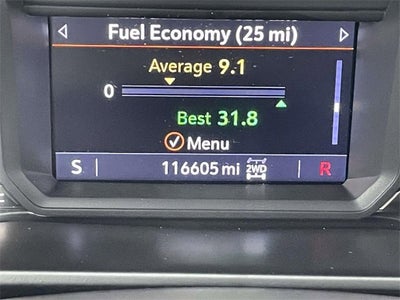 Fuel Economy (25 mi)
Average 9.1
0
Best 31.8
Menu
S 116605 mi 2WD R